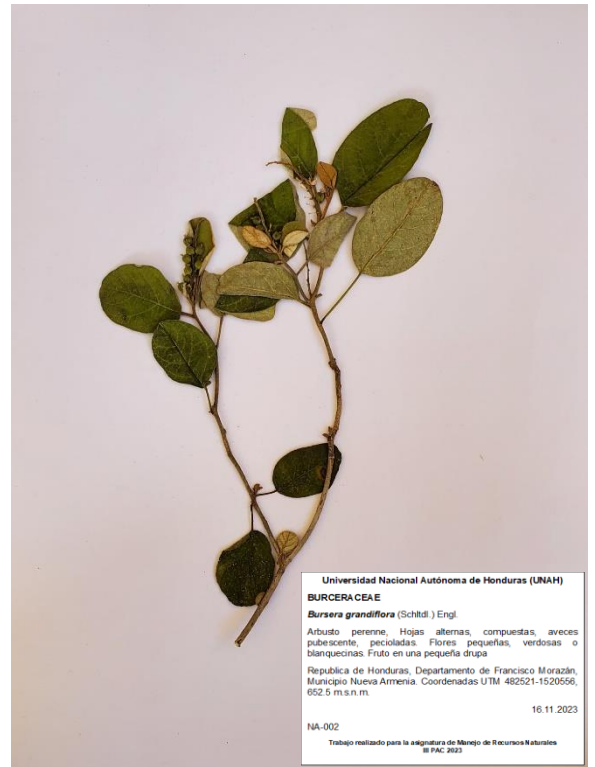 Universidad Nacional Autónoma de Honduras (UNAH)
BURCERACEAE
Bursera grandiflora (Schltdl.) Engl.
Arbusto perenne, Hojas alternas, compuestas, aveces
pubescente, pecioladas. Flores pequeñas, verdosas o
blanquecinas. Fruto en una pequeña drupa
Republica de Honduras, Departamento de Francisco Morazán,
Municipio Nueva Armenia. Coordenadas UTM 482521-1520556,
652.5 m.s.n.m.
16.11.2023
NA-002
Trabajo realizado para la asignatura de Manejo de Recursos Naturales
III PAC 2023